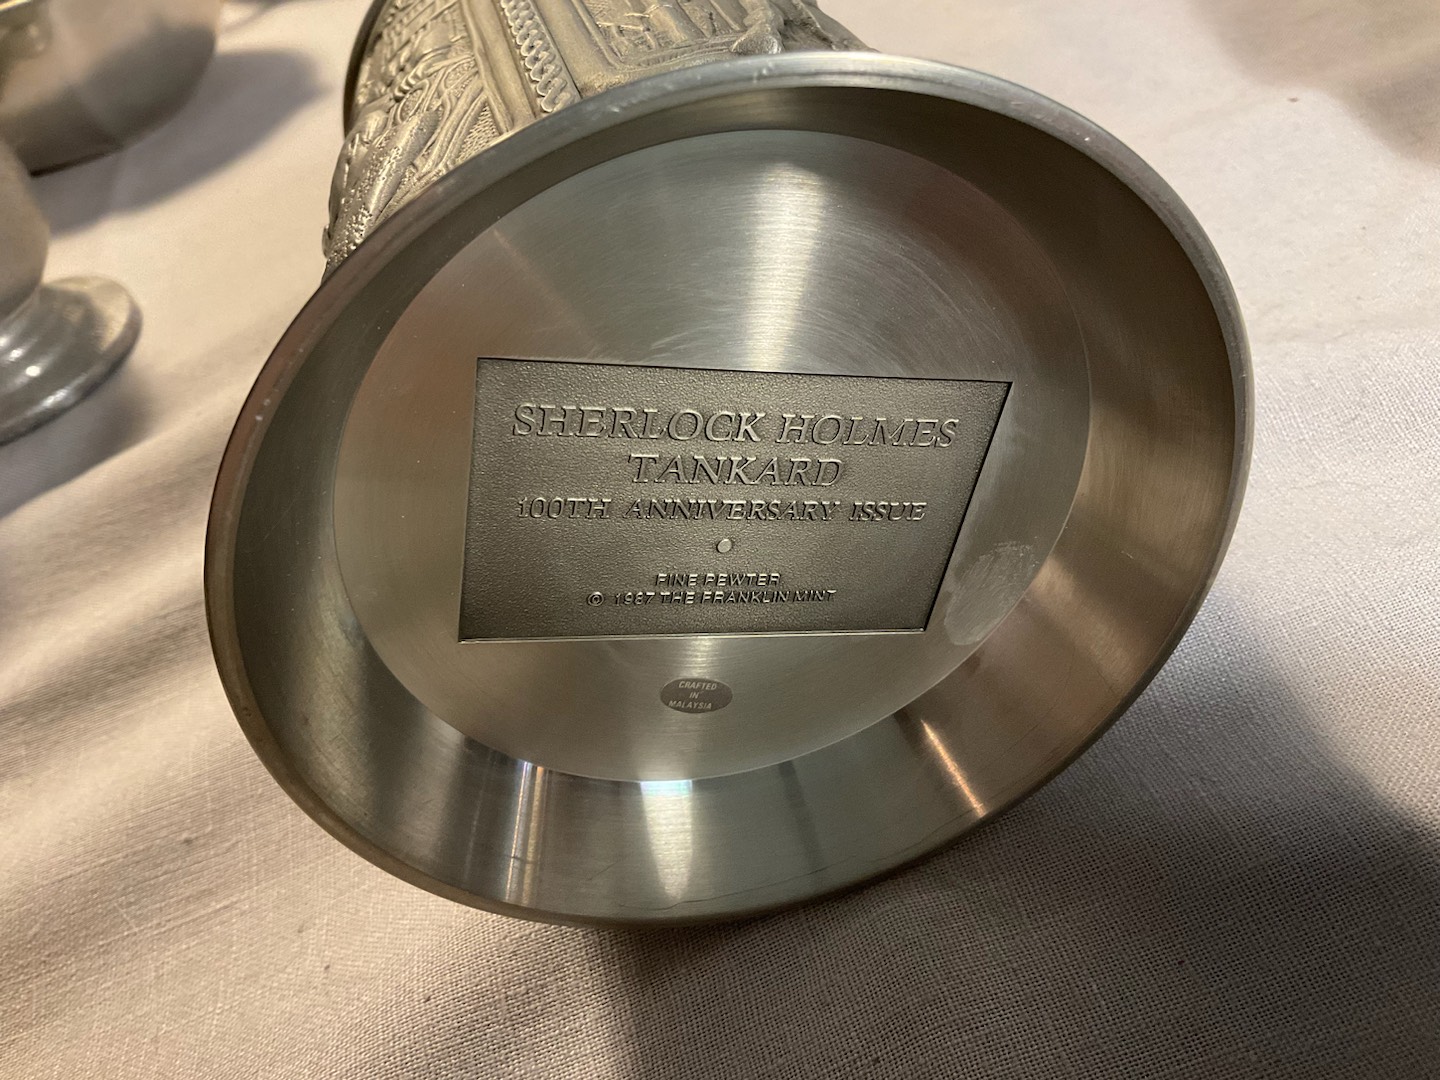 SHERLOCK HOLMES
TANKARD
100TH ANNIVERSARY ISSUE
FINE PEWTER
© 1987 THE FRANKLIN MINT
CRAFTED
IN
MALAYSIA